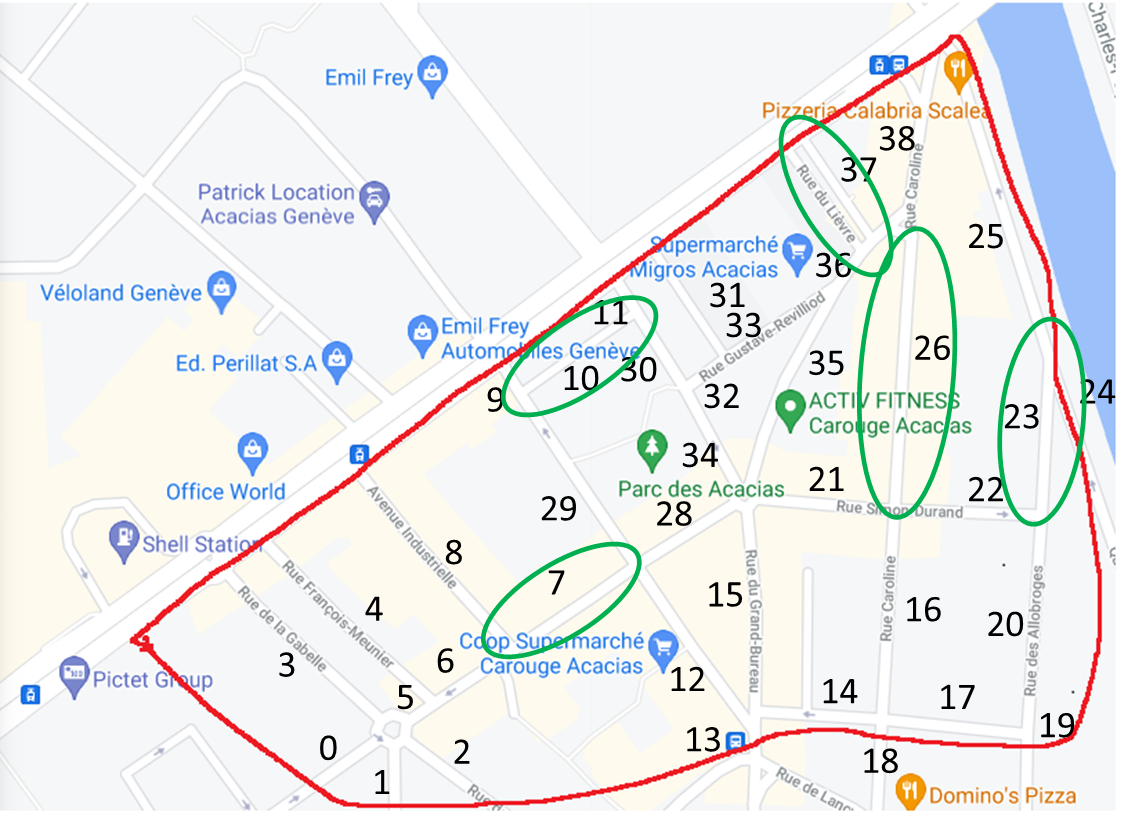 Charles-P
Emil Frey
Pizzeria Calabria Scalea
38
37
Patrick Location
Acacias Genève
Rue du Lièvre
Rue Caroline
25
Supermarché
Migros Acacias
36
Véloland Genève
31
11
33
Emil Frey
Automobiles Genève
Rue Gustave-Revilliod
26
35
Ed. Perillat S.A
10
30
9
32
24
ACTIV FITNESS
Carouge Acacias
23
34
Office World
Parc des Acacias
21
22
Rue Simon Durand
29
28
Shell Station
Avenue Industrielle
8
7
Rue François-Meunier
Rue de la Gabelle
4
15
Rue du Grand-Bureau
Rue Caroline
16
20
Rue des Allobroges
3
6
Coop Supermarché
Carouge Acacias
Pictet Group
12
5
14
17
19
0
2
13
18
1
Rue de Lanc
Domino's Pizza